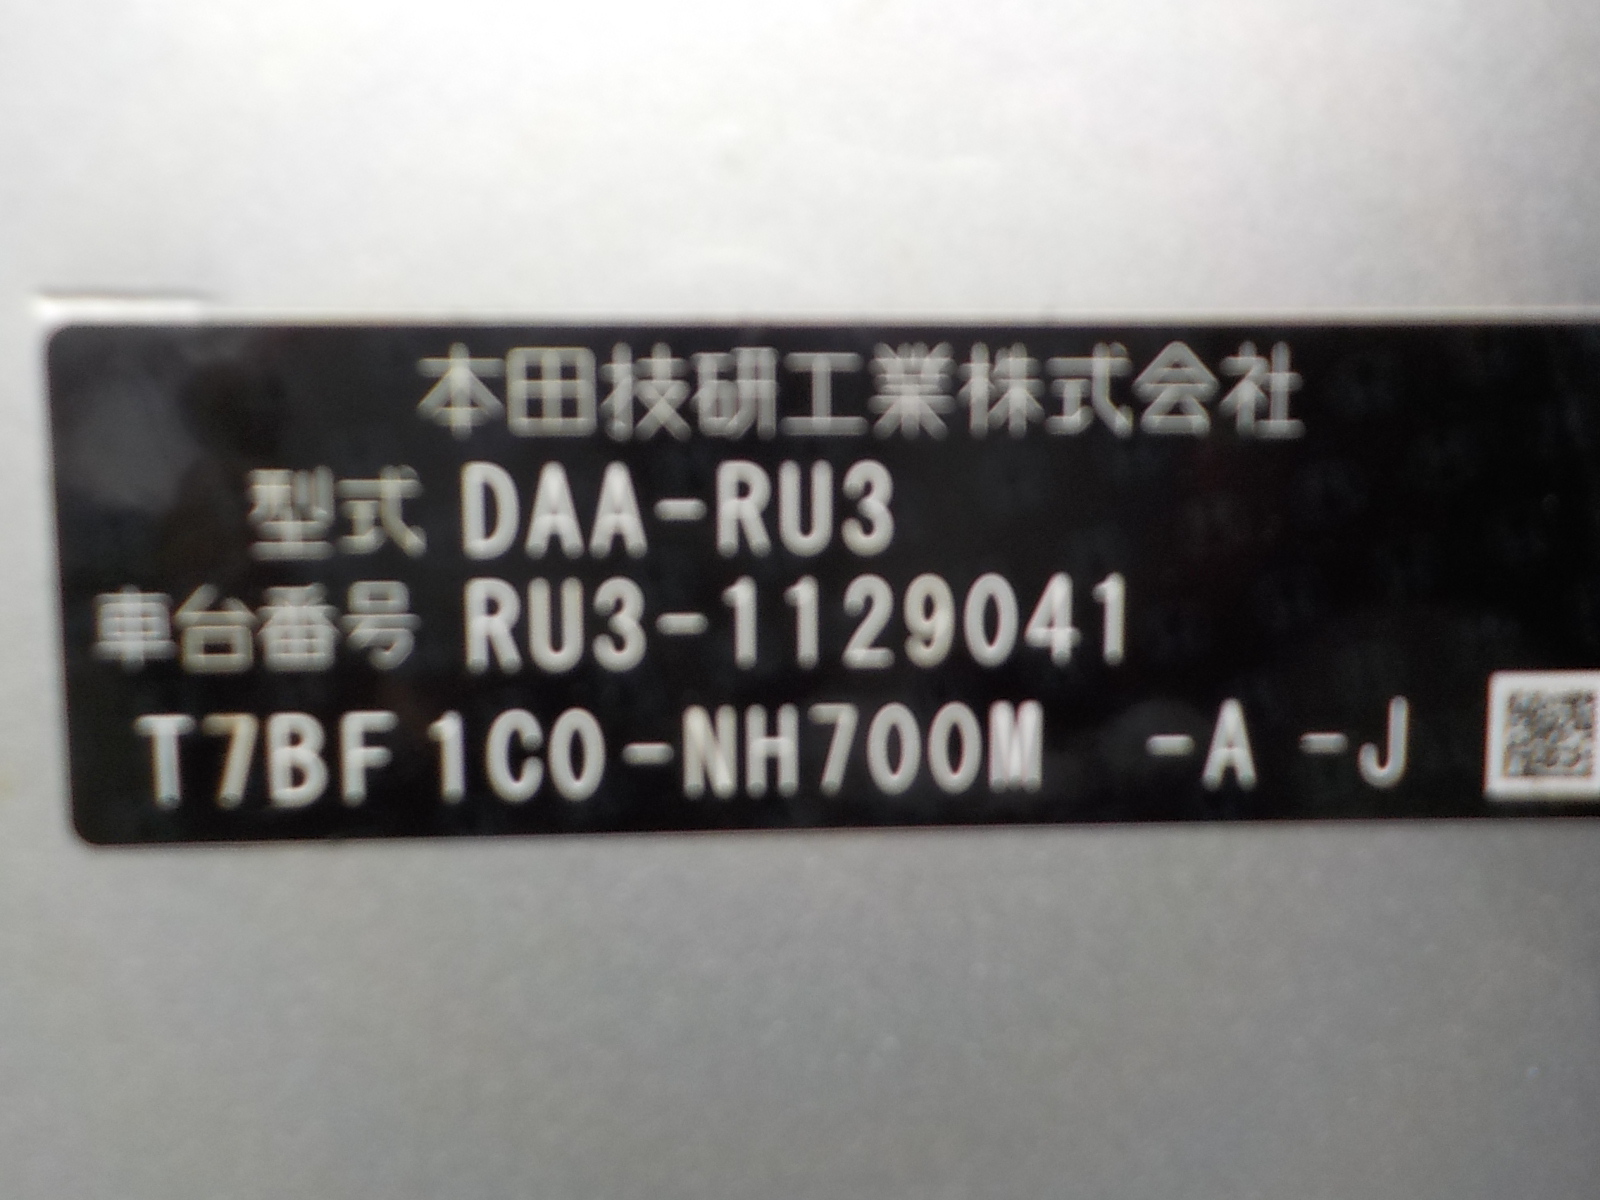 本田技研工業株式会社
型式 DAA-RU3
車台番号 RU3-1129041
T7BF1C0-NH700M -A -J